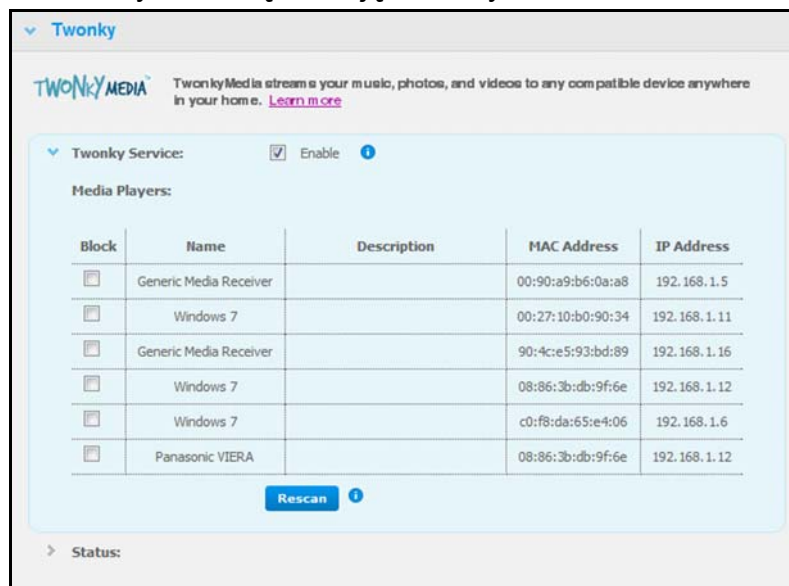 Twonky
TWONKYMEDIA™ TwonkyMedia streams your music, photos, and videos to any compatible device anywhere
in your home. Learn more
Twonky Service: Enable
Media Players:
Block Name Description MAC Address IP Address
Generic Media Receiver 00:90:a9:b6:0a:a8 192.168.1.5
Windows 7 00:27:10:b0:90:34 192.168.1.11
Generic Media Receiver 90:4c:e5:93:bd:89 192.168.1.16
Windows 7 08:86:3b:db:9f:6e 192.168.1.12
Windows 7 c0:f8:da:65:e4:06 192.168.1.6
Panasonic VIERA 08:86:3b:db:9f:6e 192.168.1.12
Rescan
Status: